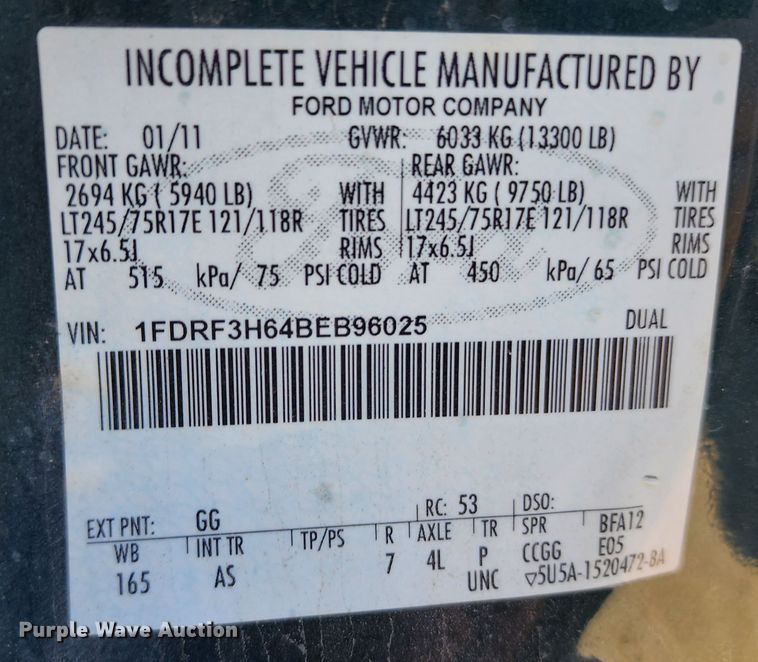 INCOMPLETE VEHICLE MANUFACTURED BY
FORD MOTOR COMPANY
DATE: 01/11 GVWR: 6033 KG (13300 LB)
FRONT GAWR: REAR GAWR:
2694 KG ( 5940 LB) WITH 4423 KG ( 9750 LB) WITH
LT245/75R17E 121/118R TIRES LT245/75R17E 121/118R TIRES
17x6.5J RIMS 17x6.5J RIMS
AT 515 kPa/ 75 PSI COLD AT 450 kPa/ 65 PSI COLD
VIN: 1FDRF3H64BEB96025 DUAL
EXT PNT: GG RC: 53 DSO:
WB INT TR TP/PS R AXLE TR SPR BFA12
165 AS 7 4L P CCGG E05
UNC ▽5U5A-1520472-BA
Purple Wave Auction